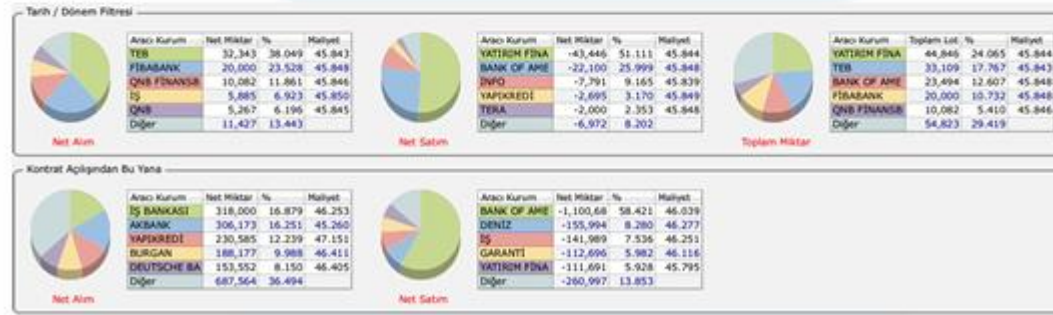 Tarih / Dönem Filtresi
Aracı Kurum Net Miktar % Maliyet
TEB 32,343 38.049 45.843
FİBABANK 20,000 23.528 45.848
QNB FİNANSB 10,082 11.861 45.846
İŞ 5,885 6.923 45.850
QNB 5,267 6.196 45.845
Diğer 11,427 13.443
Net Alım
Aracı Kurum Net Miktar % Maliyet
YATIRIM FİNA -43,446 51.111 45.844
BANK OF AME -22,100 25.999 45.848
INFO -7,791 9.165 45.839
YAPIKREDİ -2,695 3.170 45.849
TERA -2,000 2.353 45.848
Diğer -6,972 8.202
Net Satım
Aracı Kurum Toplam Lot % Maliyet
YATIRIM FİNA 44,846 24.065 45.844
TEB 33,109 17.767 45.843
BANK OF AME 23,494 12.607 45.848
FİBABANK 20,000 10.732 45.848
QNB FİNANSB 10,082 5.410 45.846
Diğer 54,823 29.419
Toplam Miktar
Kontrat Açılışından Bu Yana
Aracı Kurum Net Miktar % Maliyet
İŞ BANKASI 318,000 16.879 46.253
AKBANK 306,173 16.251 45.260
YAPIKREDİ 230,585 12.239 47.151
BURGAN 188,177 9.988 46.411
DEUTSCHE BA 153,552 8.150 46.405
Diğer 687,564 36.494
Net Alım
Aracı Kurum Net Miktar % Maliyet
BANK OF AME -1,100,68 58.421 46.039
DENİZ -155,994 8.280 46.277
İŞ -141,989 7.536 46.251
GARANTİ -112,696 5.982 46.116
YATIRIM FİNA -111,691 5.928 45.795
Diğer -260,997 13.853
Net Satım